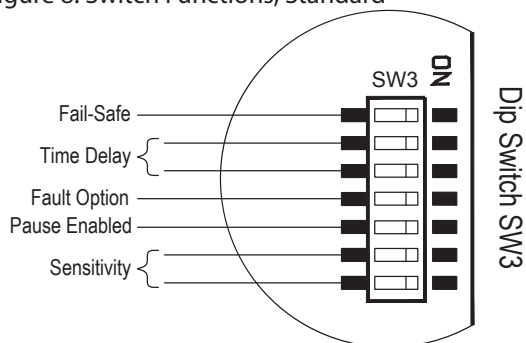 Figure 8. Switch Functions, Standard
SW3
ON
Fail-Safe
Time Delay
Fault Option
Pause Enabled
Sensitivity
Dip Switch SW3